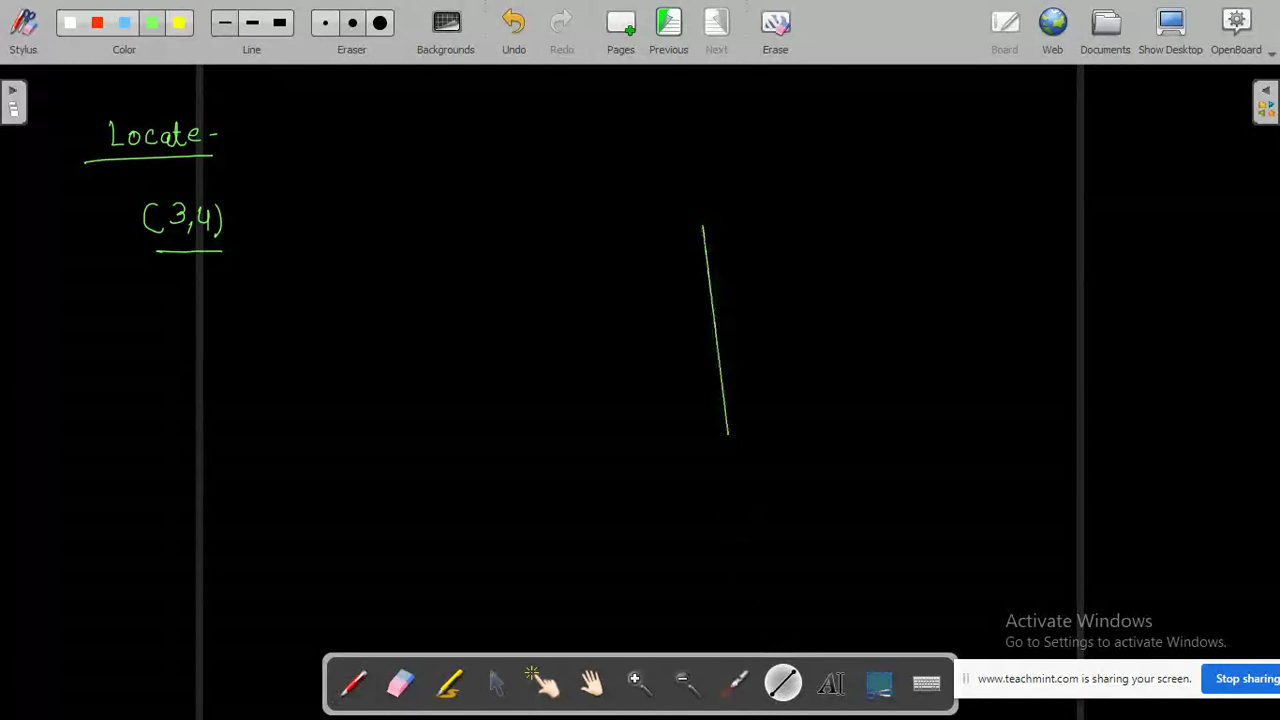 Stylus
Color
Line
Eraser
Backgrounds
Undo
Redo
Pages
Previous
Next
Erase
Board
Web
Documents
Show Desktop
OpenBoard
Locate -
(3,4)
Activate Windows
Go to Settings to activate Windows.
AI
www.teachmint.com is sharing your screen.
Stop sharing